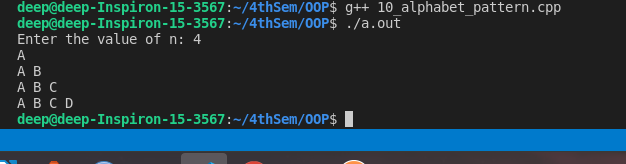 deep@deep-Inspiron-15-3567:~/4thSem/OOP$ g++ 10_alphabet_pattern.cpp
deep@deep-Inspiron-15-3567:~/4thSem/OOP$ ./a.out
Enter the value of n: 4
A
A B
A B C
A B C D
deep@deep-Inspiron-15-3567:~/4thSem/OOP$